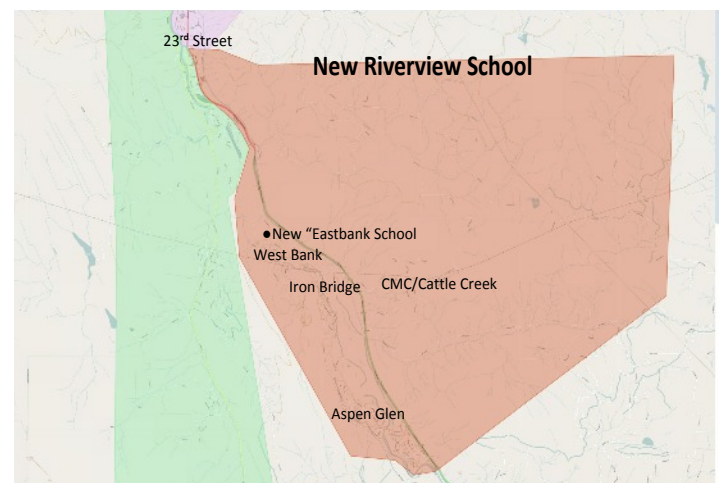 23rd Street
New Riverview School
●New “Eastbank School
West Bank
Iron Bridge
CMC/Cattle Creek
Aspen Glen